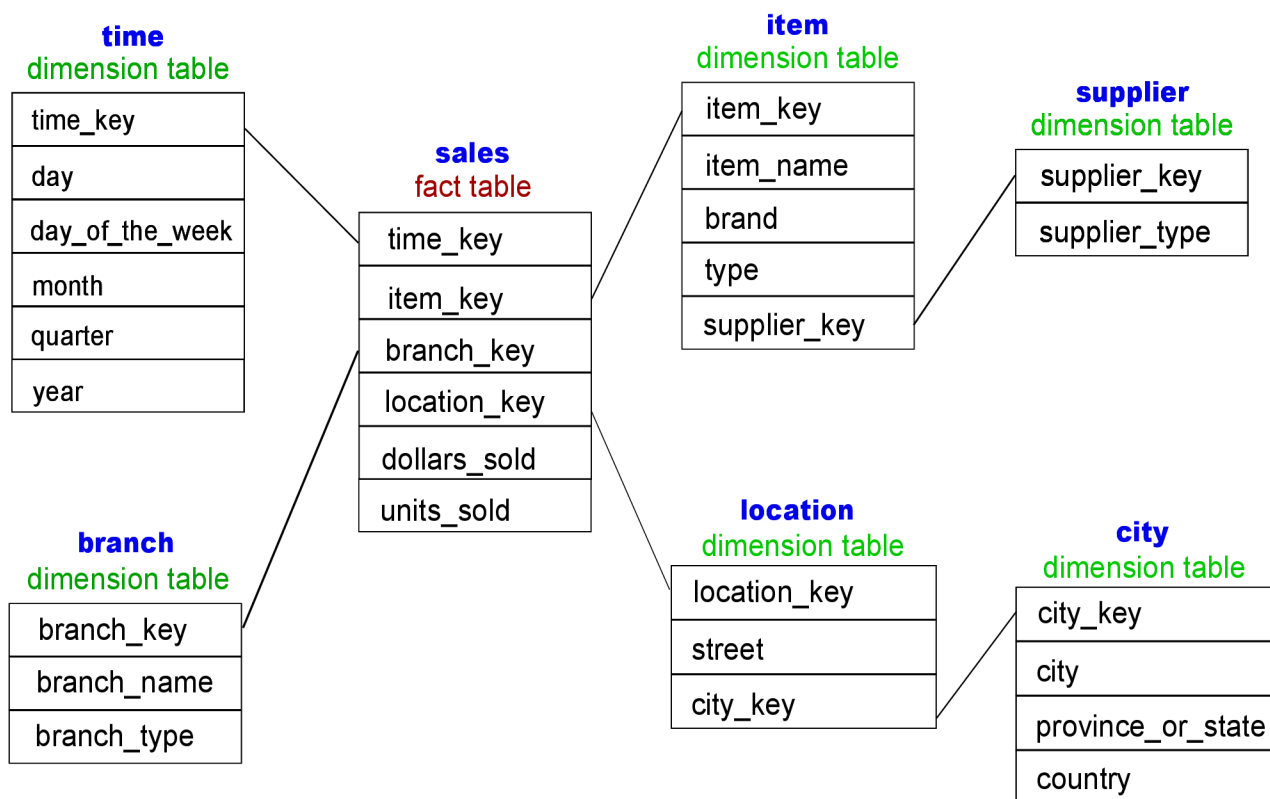 time
dimension table
time_key
day
day_of_the_week
month
quarter
year
branch
dimension table
branch_key
branch_name
branch_type
sales
fact table
time_key
item_key
branch_key
location_key
dollars_sold
units_sold
item
dimension table
item_key
item_name
brand
type
supplier_key
supplier
dimension table
supplier_key
supplier_type
location
dimension table
location_key
street
city_key
city
dimension table
city_key
city
province_or_state
country